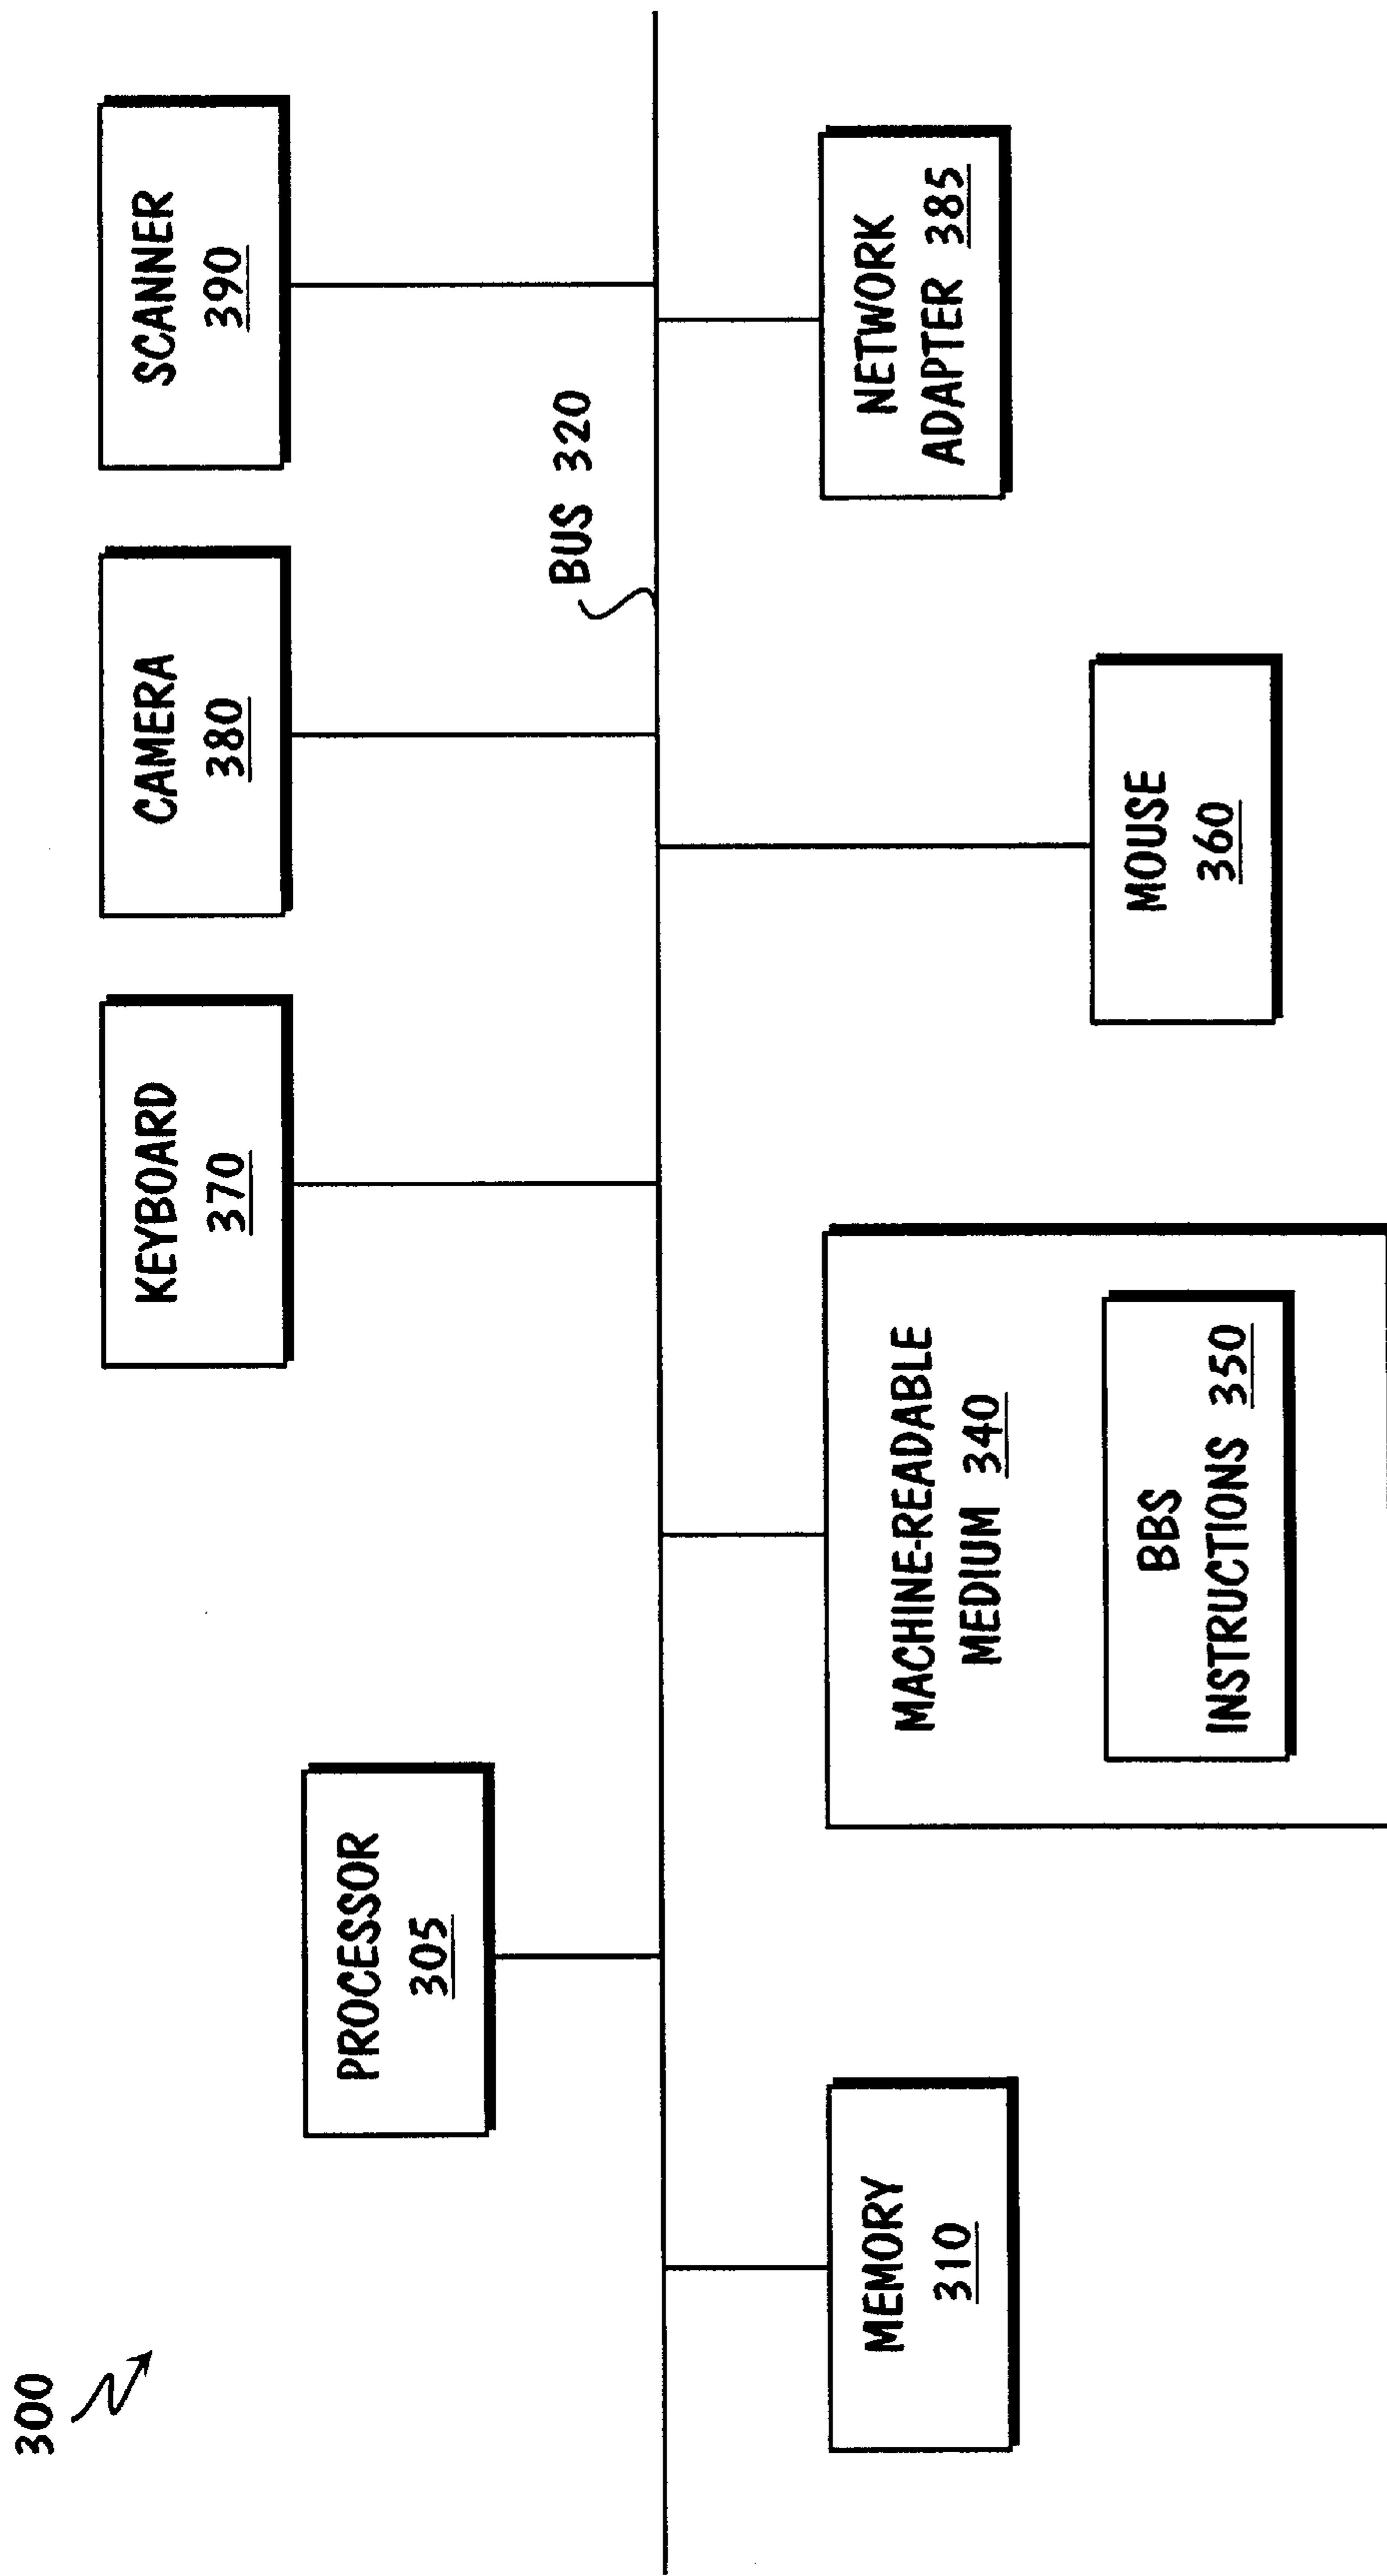 300
PROCESSOR
305
KEYBOARD
370
CAMERA
380
SCANNER
390
BUS 320
MEMORY
310
MACHINE-READABLE
MEDIUM 340
BBS
INSTRUCTIONS 350
MOUSE
360
NETWORK
ADAPTER 385